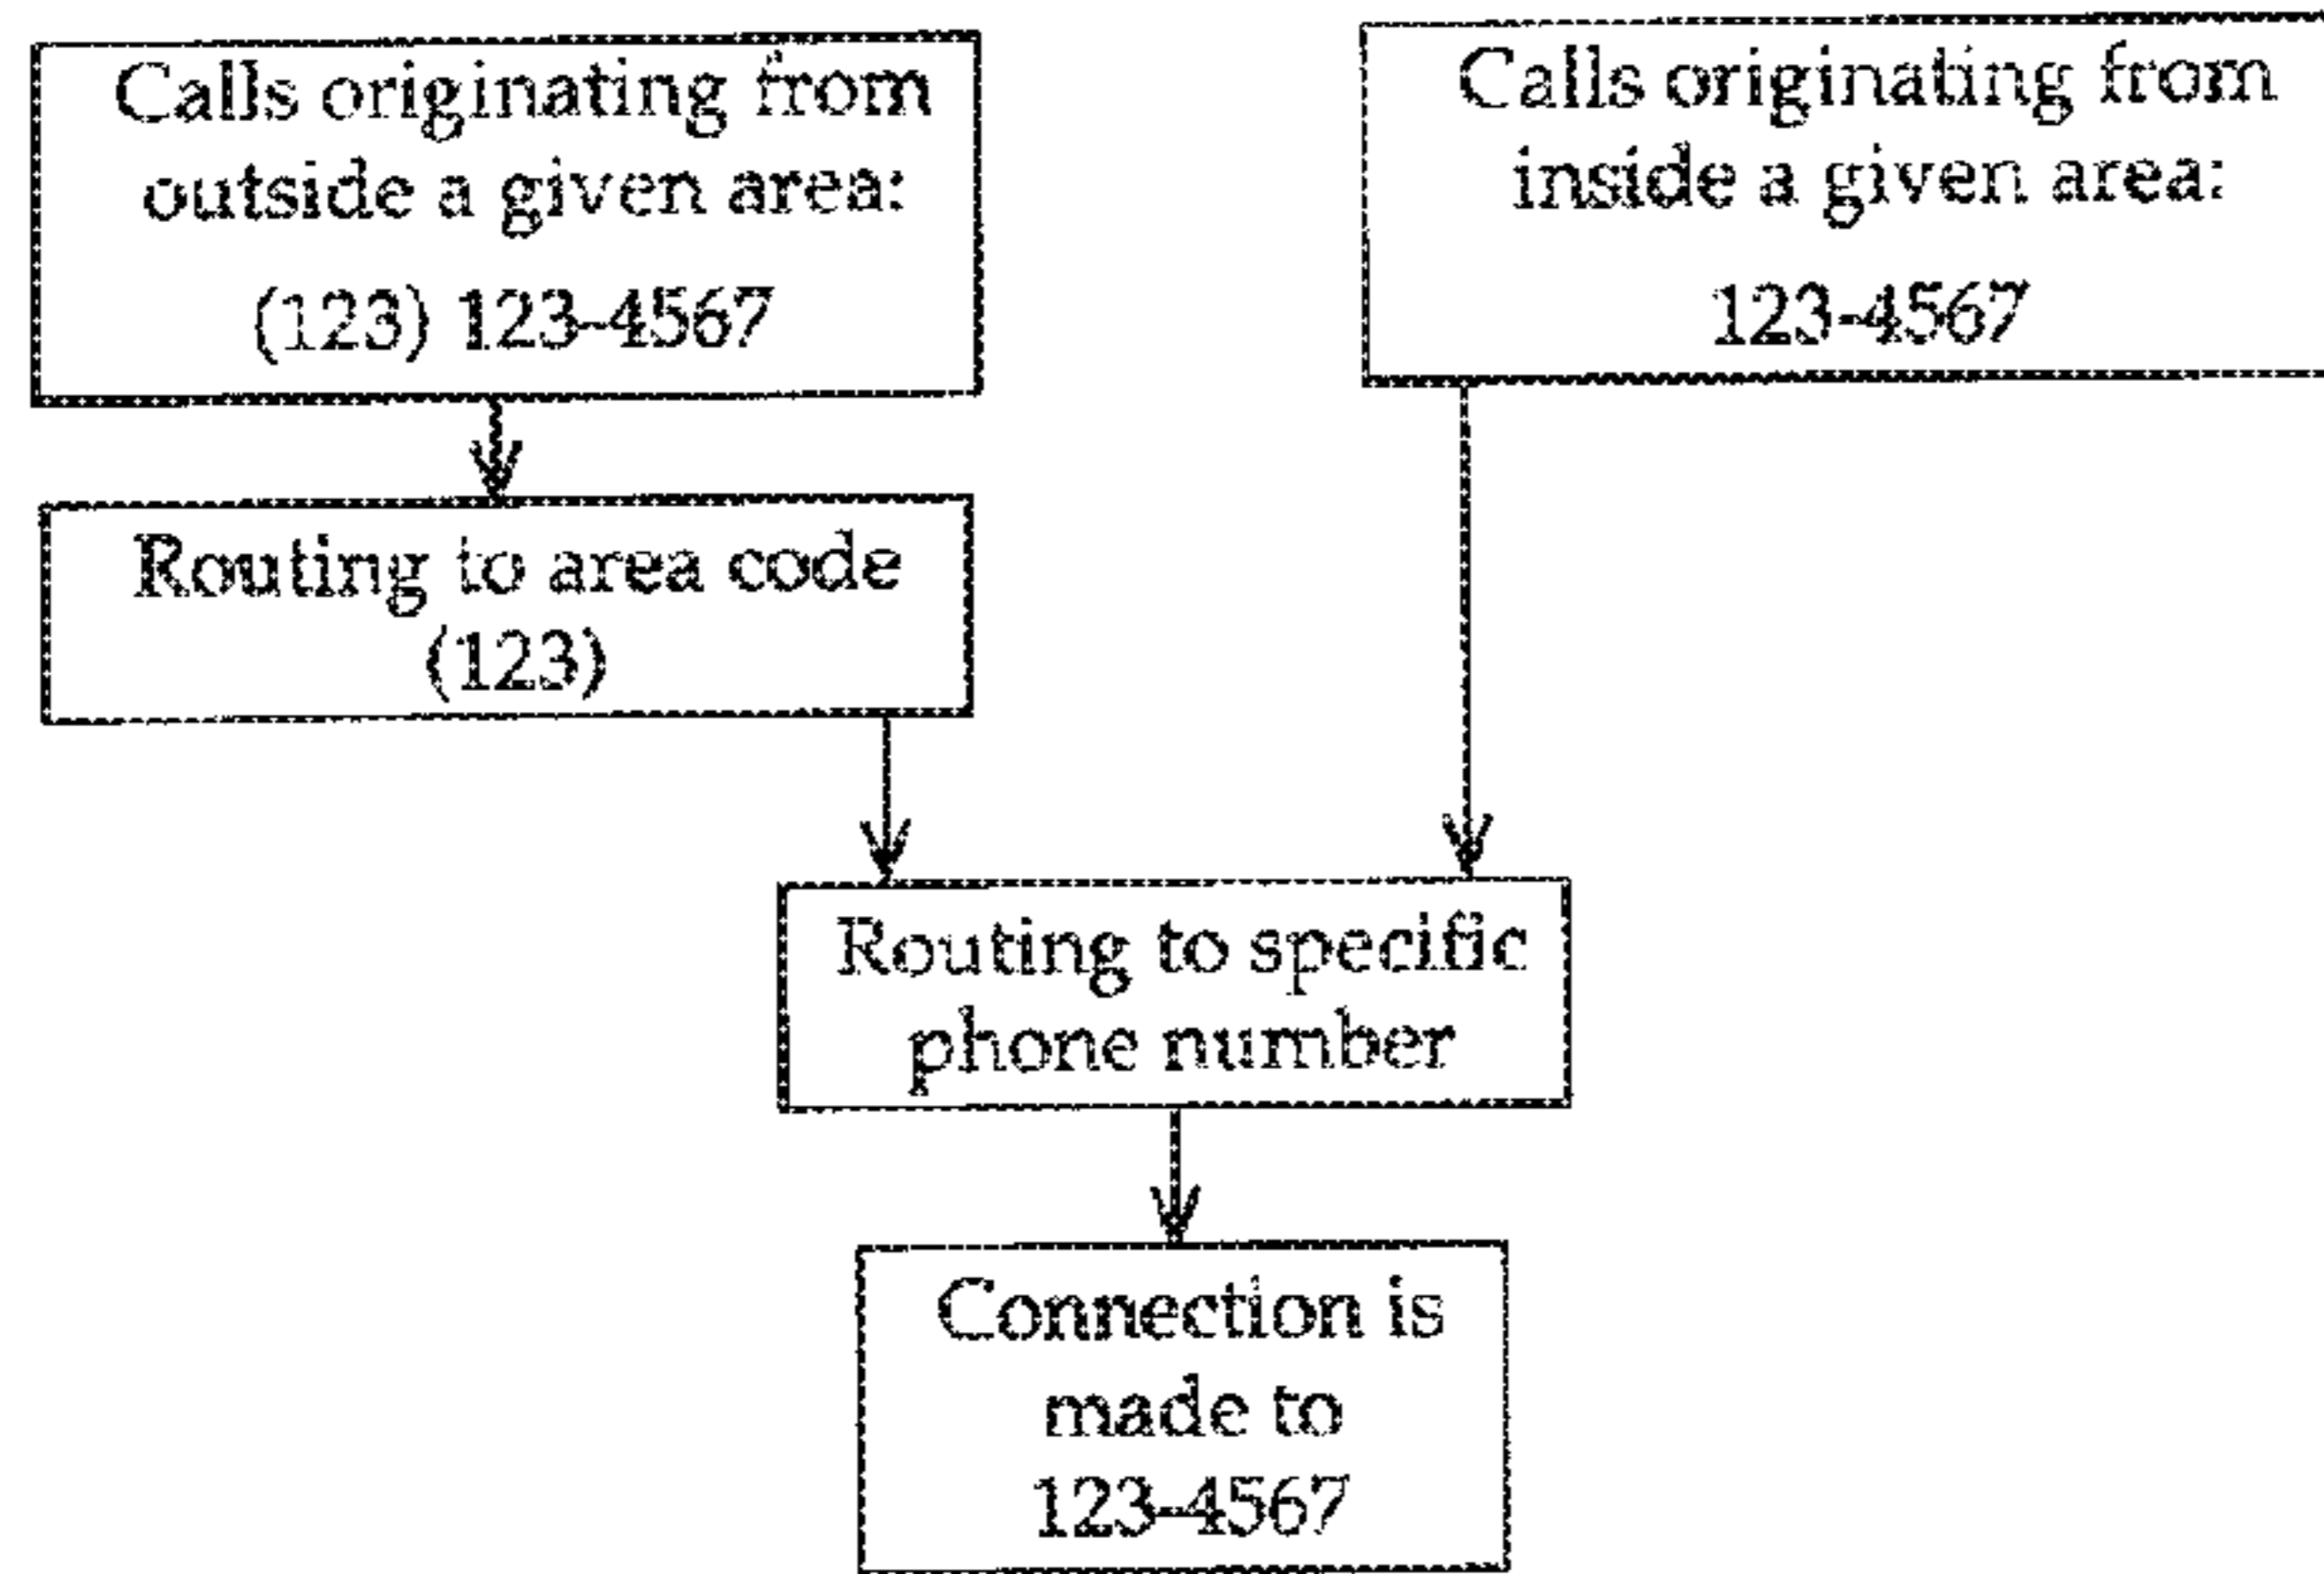 Calls originating from
outside a given area:
(123) 123-4567
Calls originating from
inside a given area:
123-4567
Routing to area code
(123)
Routing to specific
phone number
Connection is
made to
123-4567